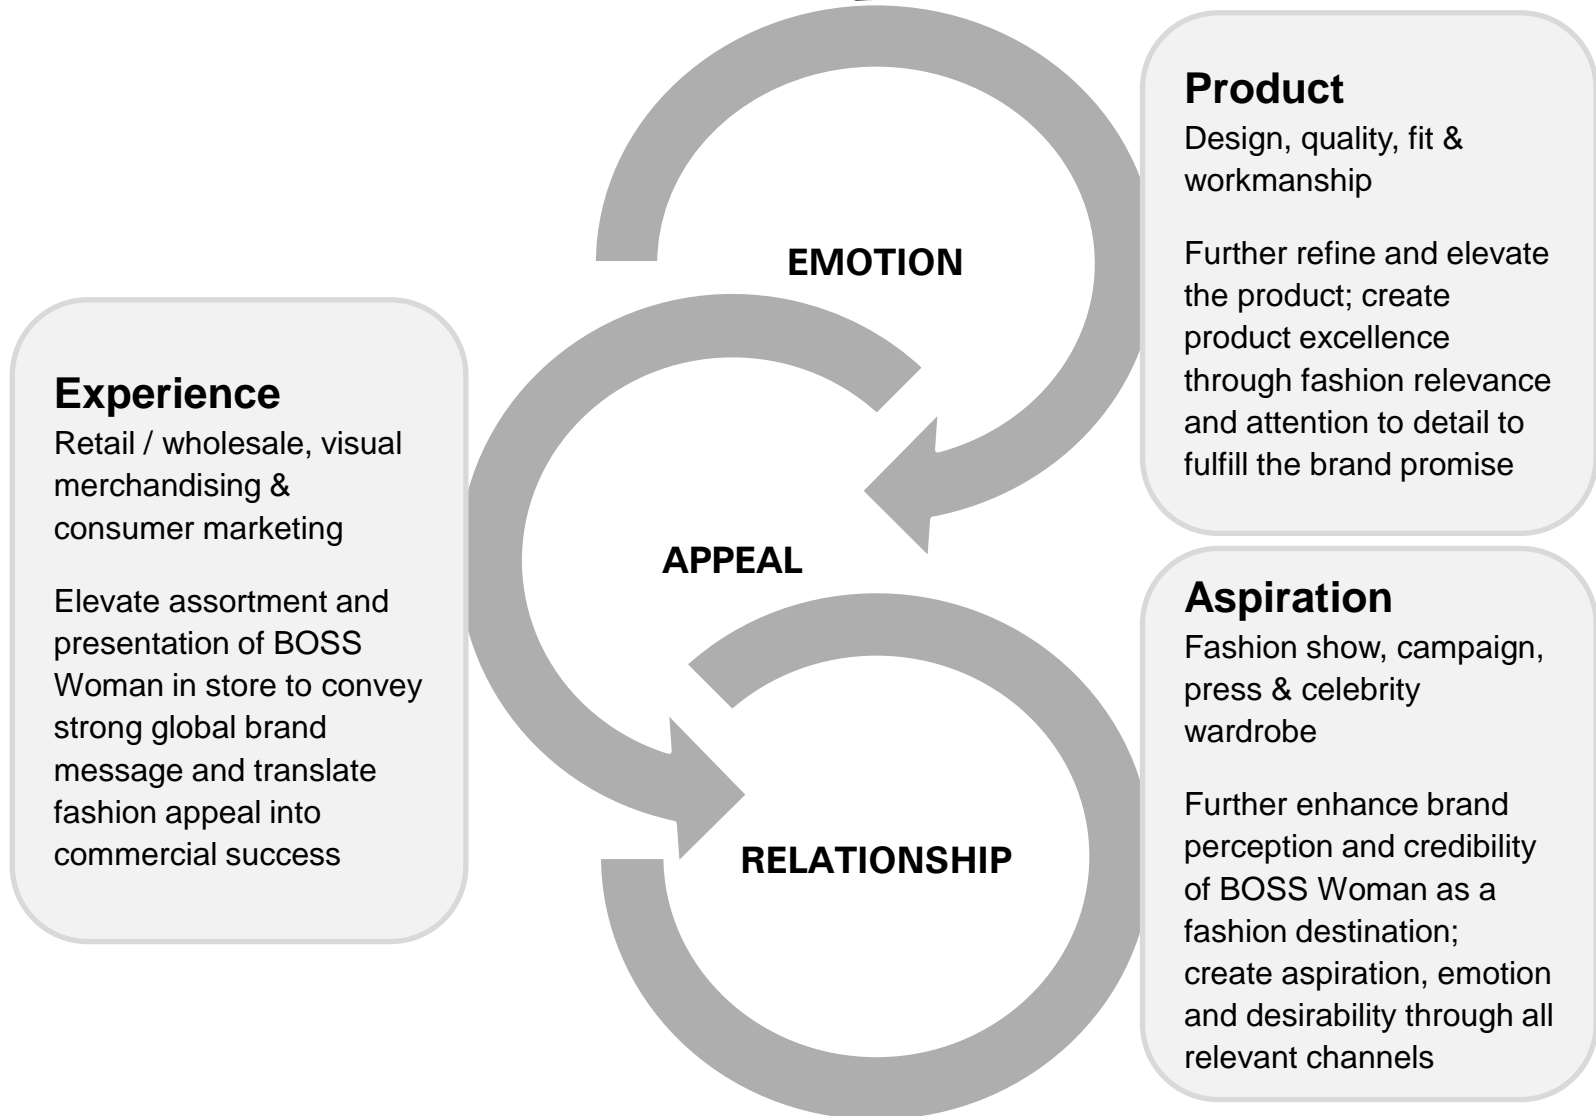 Product
Design, quality, fit &
workmanship
Further refine and elevate
the product; create
product excellence
through fashion relevance
and attention to detail to
fulfill the brand promise
EMOTION
Experience
Retail / wholesale, visual
merchandising &
consumer marketing
Elevate assortment and
presentation of BOSS
Woman in store to convey
strong global brand
message and translate
fashion appeal into
commercial success
APPEAL
Aspiration
Fashion show, campaign,
press & celebrity
wardrobe
Further enhance brand
perception and credibility
of BOSS Woman as a
fashion destination;
create aspiration, emotion
and desirability through all
relevant channels
RELATIONSHIP